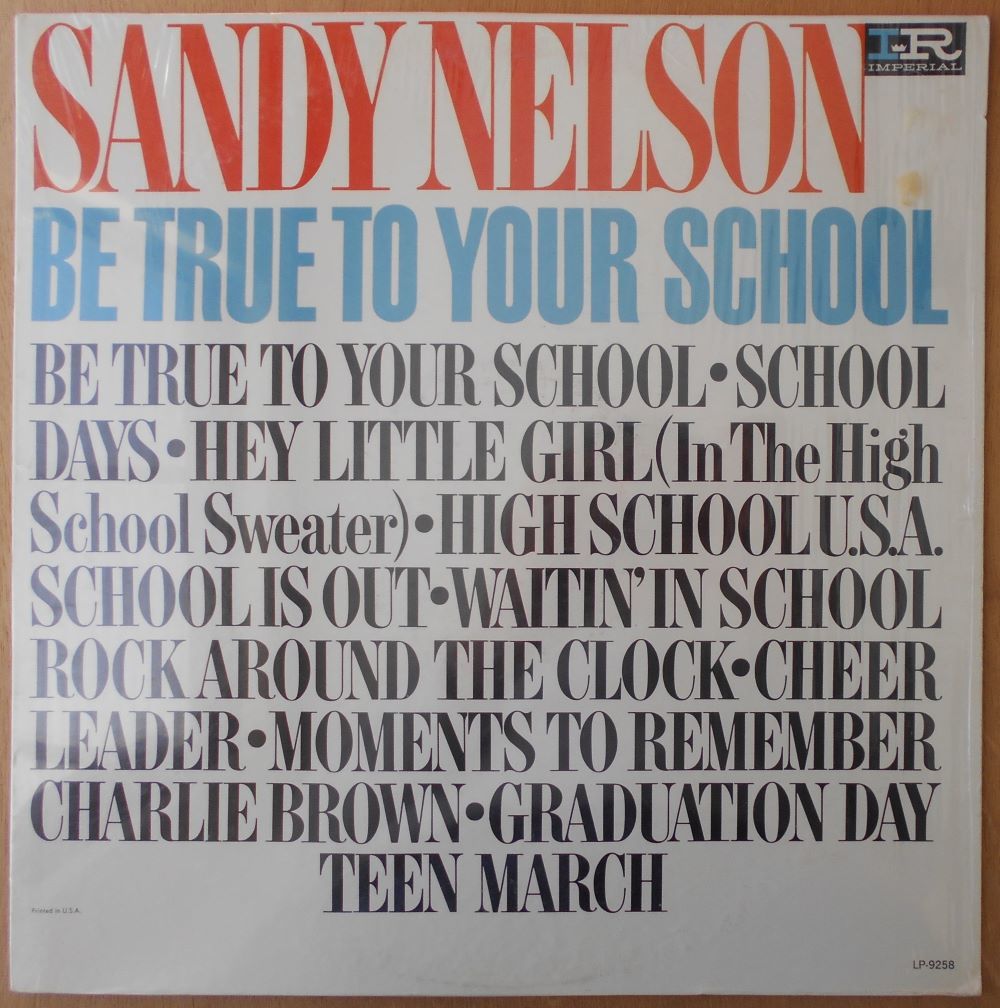 SANDY NELSON
IR
IMPERIAL
BE TRUE TO YOUR SCHOOL
BE TRUE TO YOUR SCHOOL • SCHOOL
DAYS • HEY LITTLE GIRL (In The High
School Sweater) • HIGH SCHOOL U.S.A.
SCHOOL IS OUT • WAITIN' IN SCHOOL
ROCK AROUND THE CLOCK • CHEER
LEADER • MOMENTS TO REMEMBER
CHARLIE BROWN • GRADUATION DAY
TEEN MARCH
Printed in U.S.A.
LP-9258